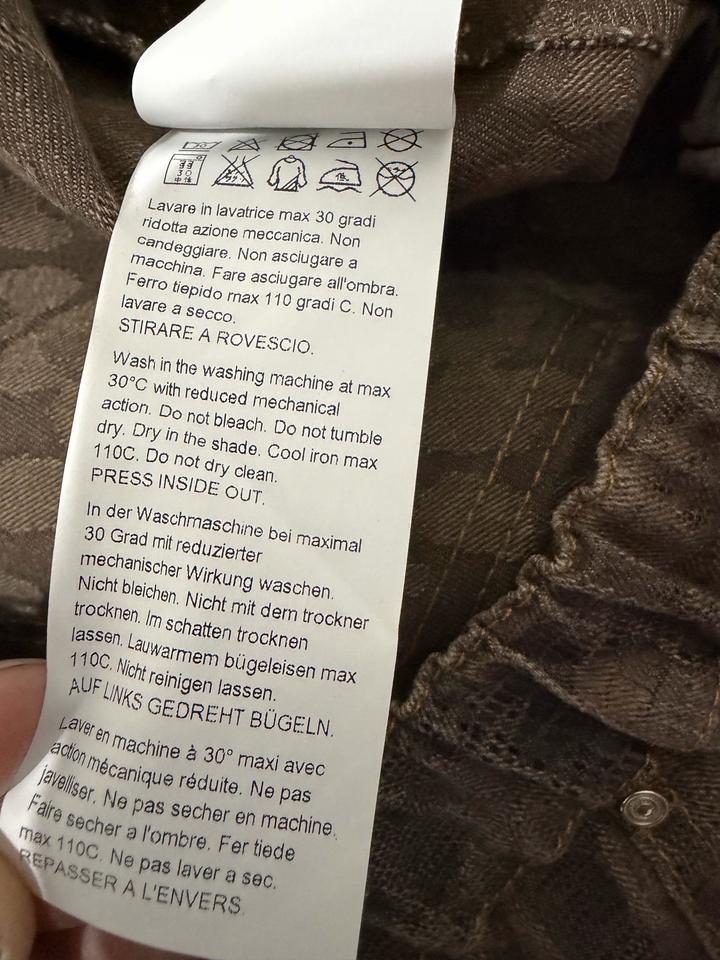 30
中性
低
Lavare in lavatrice max 30 gradi
ridotta azione meccanica. Non
candeggiare. Non asciugare a
macchina. Fare asciugare all'ombra.
Ferro tiepido max 110 gradi C. Non
lavare a secco.
STIRARE A ROVESCIO.
Wash in the washing machine at max
30°C with reduced mechanical
action. Do not bleach. Do not tumble
dry. Dry in the shade. Cool iron max
110C. Do not dry clean.
PRESS INSIDE OUT.
In der Waschmaschine bei maximal
30 Grad mit reduzierter
mechanischer Wirkung waschen.
Nicht bleichen. Nicht mit dem trockner
trocknen. Im schatten trocknen
lassen. Lauwarmem bügeleisen max
110C. Nicht reinigen lassen.
AUF LINKS GEDREHT BÜGELN.
Laver en machine à 30° maxi avec
action mécanique réduite. Ne pas
javelliser. Ne pas secher en machine.
Faire secher a l'ombre. Fer tiede
max 110C. Ne pas laver a sec.
REPASSER A L'ENVERS.